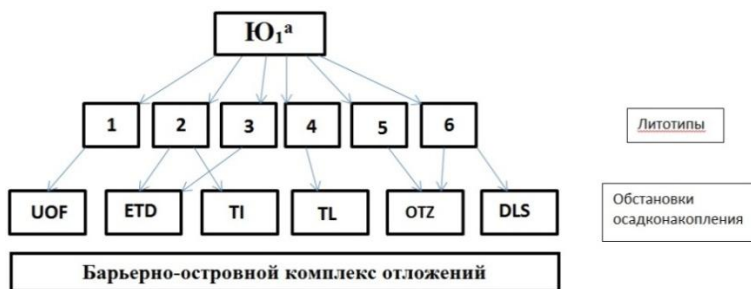 Ю₁ᵃ
1 2 3 4 5 6
Литотипы
UOF ETD TI TL OTZ DLS
Обстановки
осадконакопления
Барьерно-островной комплекс отложений